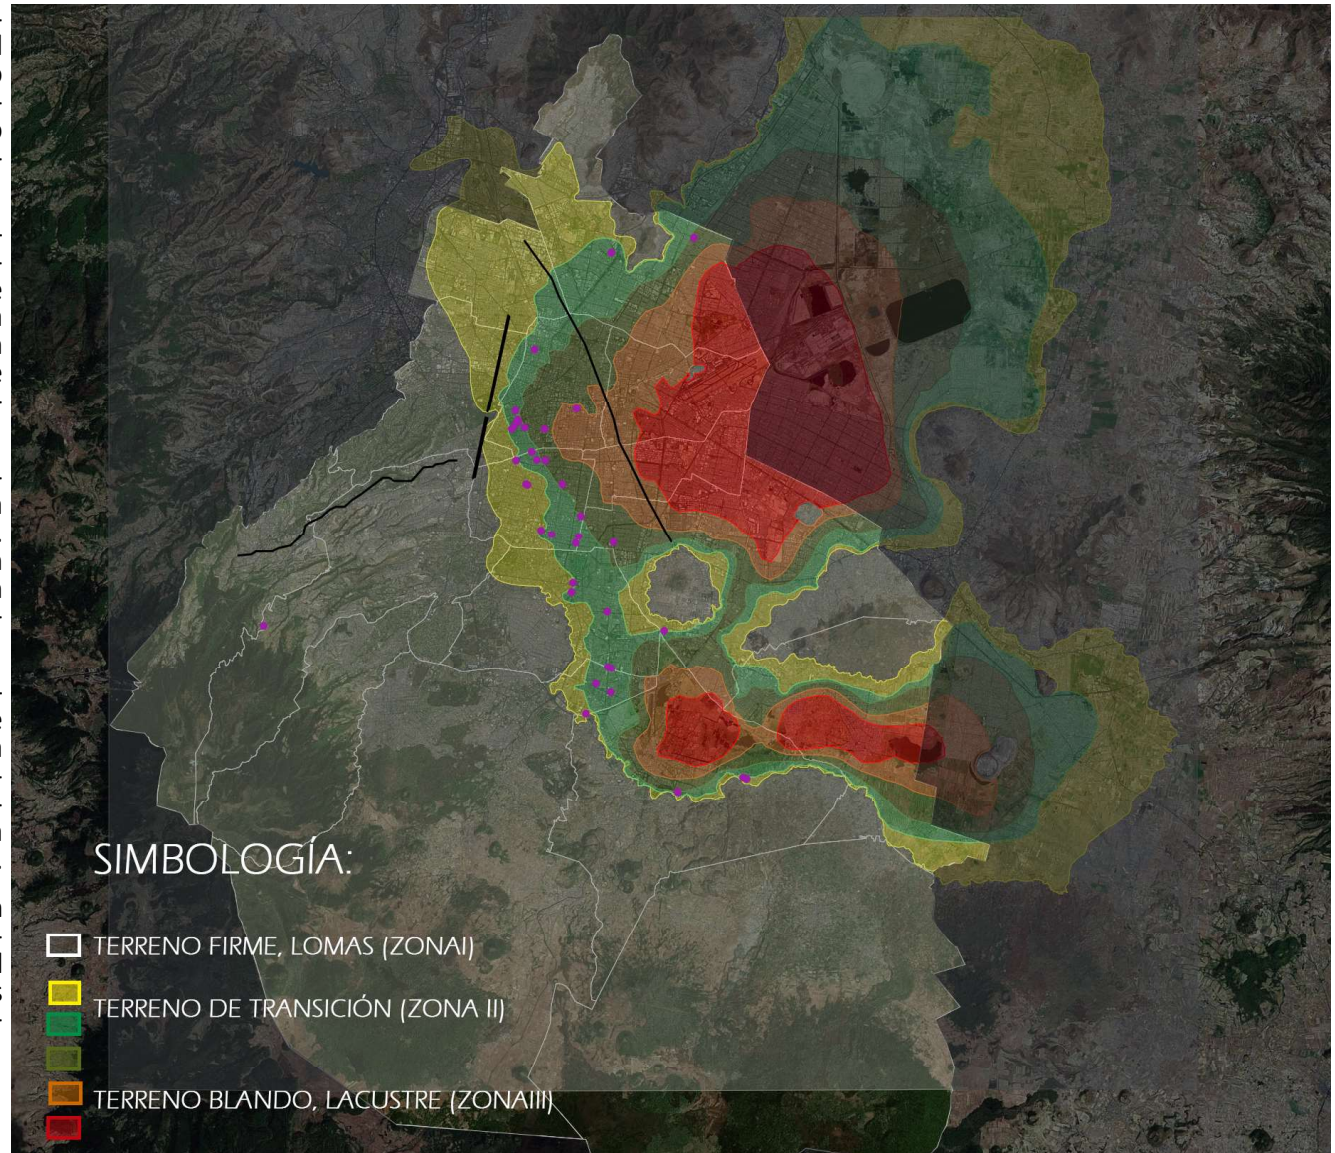 SIMBOLOGÍA:
TERRENO FIRME, LOMAS (ZONAI)
TERRENO DE TRANSICIÓN (ZONA II)
TERRENO BLANDO, LACUSTRE (ZONAIII)